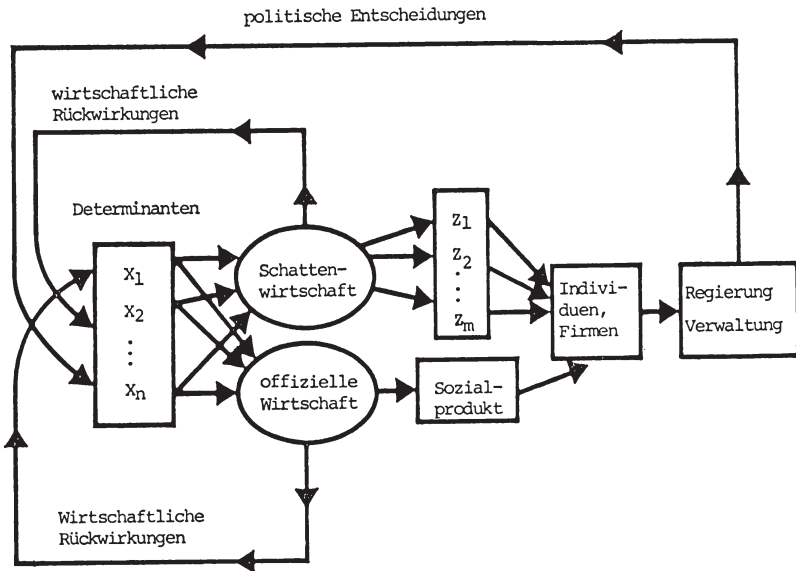 politische Entscheidungen
wirtschaftliche
Rückwirkungen
Determinanten
X1
X2
...
Xn
Schatten-
wirtschaft
offizielle
Wirtschaft
Z1
Z2
...
Zm
Sozial-
produkt
Indivi-
duen,
Firmen
Regierung
Verwaltung
Wirtschaftliche
Rückwirkungen